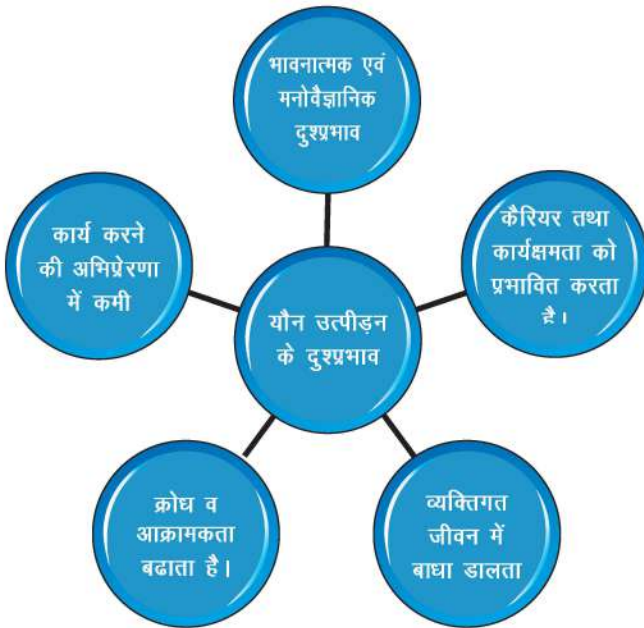 भावनात्मक एवं
मनोवैज्ञानिक
दुश्प्रभाव
कैरियर तथा
कार्यक्षमता को
प्रभावित करता
है।
कार्य करने
की अभिप्रेरणा
में कमी
यौन उत्पीड़न
के दुश्प्रभाव
क्रोध व
आक्रामकता
बढाता है।
व्यक्तिगत
जीवन में
बाधा डालता